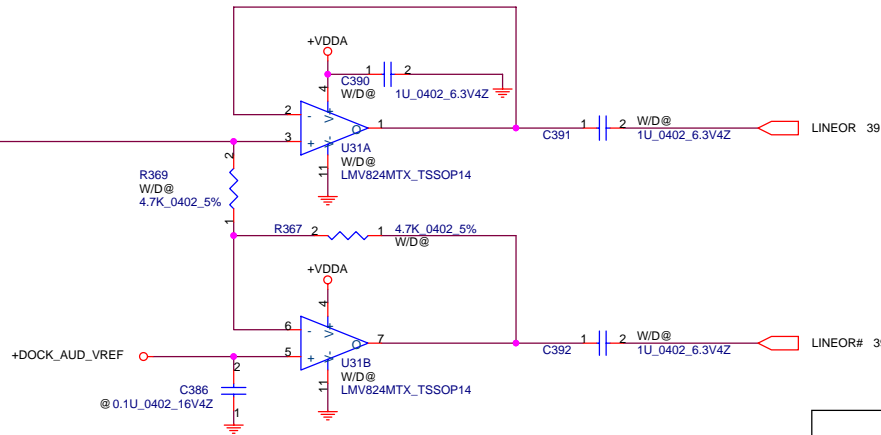 +VDDA
1 2
C390
W/D@
1U_0402_6.3V4Z
4
2 - V+ O 1
3 + V-
U31A
W/D@
LMV824MTX_TSSOP14
11
1 2
C391
W/D@
1U_0402_6.3V4Z
LINEOR 39
2
R369
W/D@
4.7K_0402_5%
1
R367 2 1 4.7K_0402_5%
W/D@
+VDDA
4
6 - V+ O 7
5 + V-
U31B
W/D@
LMV824MTX_TSSOP14
11
1 2
C392
W/D@
1U_0402_6.3V4Z
LINEOR#
+DOCK_AUD_VREF
2
C386
@ 0.1U_0402_16V4Z
1